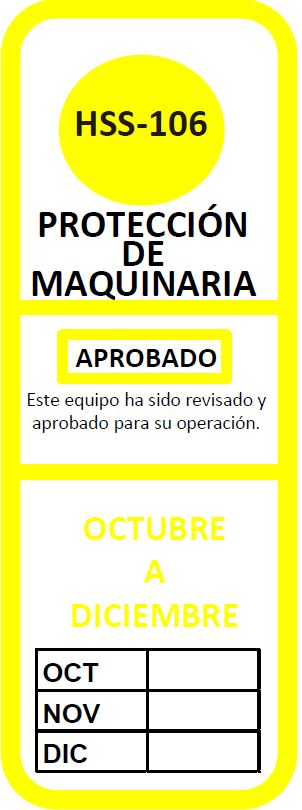 HSS-106
PROTECCIÓN
DE
MAQUINARIA
APROBADO
Este equipo ha sido revisado y
aprobado para su operación.
OCTUBRE
A
DICIEMBRE
OCT
NOV
DIC